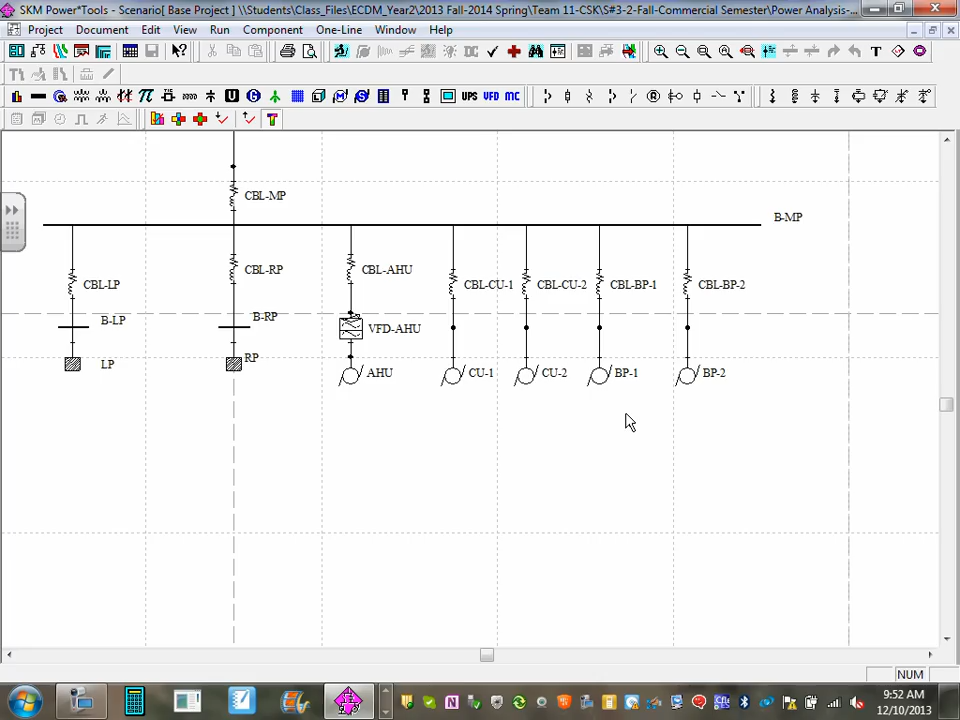 SKM Power*Tools - Scenario[ Base Project ] \\Students\Class_Files\ECDM_Year2\2013 Fall-2014 Spring\Team 11-CSK\S#3-2-Fall-Commercial Semester\Power Analysis-...
Project Document Edit View Run Component One-Line Window Help
DC T
UPS VFD MC
CBL-MP
B-MP
CBL-LP CBL-RP CBL-AHU CBL-CU-1 CBL-CU-2 CBL-BP-1 CBL-BP-2
B-LP B-RP VFD-AHU
LP RP AHU CU-1 CU-2 BP-1 BP-2
NUM
9:52 AM
12/10/2013